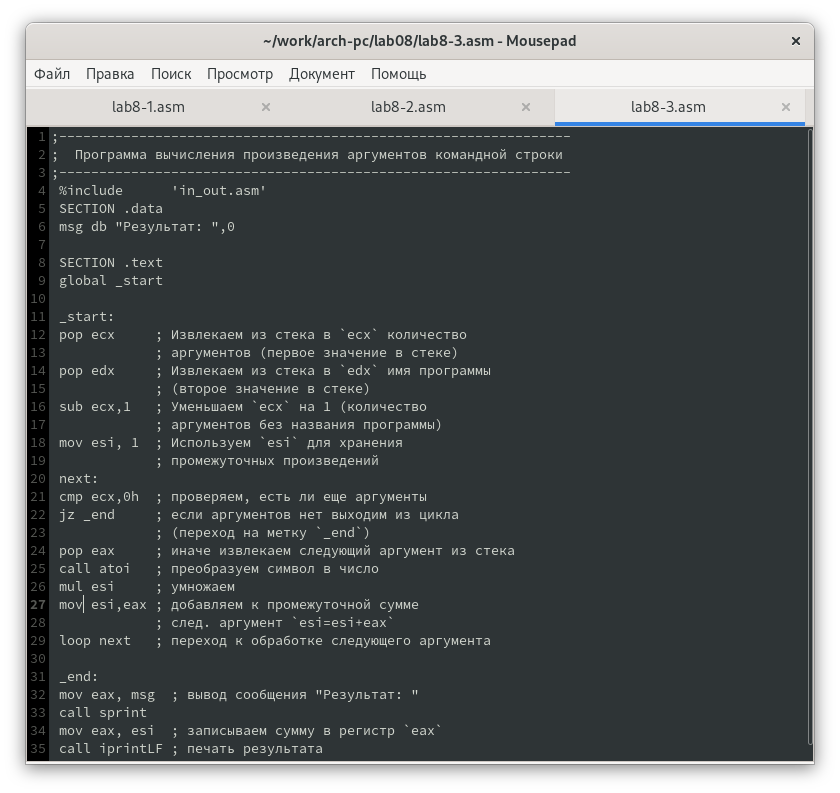 ~/work/arch-pc/lab08/lab8-3.asm - Mousepad
Файл Правка Поиск Просмотр Документ Помощь
lab8-1.asm lab8-2.asm lab8-3.asm
1 ;----------------------------------------------------------------
2 ;  Программа вычисления произведения аргументов командной строки
3 ;----------------------------------------------------------------
4 %include      'in_out.asm'
5 SECTION .data
6 msg db "Результат: ",0
7
8 SECTION .text
9 global _start
10
11 _start:
12 pop ecx     ; Извлекаем из стека в `ecx` количество
13             ; аргументов (первое значение в стеке)
14 pop edx     ; Извлекаем из стека в `edx` имя программы
15             ; (второе значение в стеке)
16 sub ecx,1   ; Уменьшаем `ecx` на 1 (количество
17             ; аргументов без названия программы)
18 mov esi, 1  ; Используем `esi` для хранения
19             ; промежуточных произведений
20 next:
21 cmp ecx,0h  ; проверяем, есть ли еще аргументы
22 jz _end     ; если аргументов нет выходим из цикла
23             ; (переход на метку `_end`)
24 pop eax     ; иначе извлекаем следующий аргумент из стека
25 call atoi   ; преобразуем символ в число
26 mul esi     ; умножаем
27 mov esi,eax ; добавляем к промежуточной сумме
28             ; след. аргумент `esi=esi+eax`
29 loop next   ; переход к обработке следующего аргумента
30
31 _end:
32 mov eax, msg  ; вывод сообщения "Результат: "
33 call sprint
34 mov eax, esi  ; записываем сумму в регистр `eax`
35 call iprintLF ; печать результата